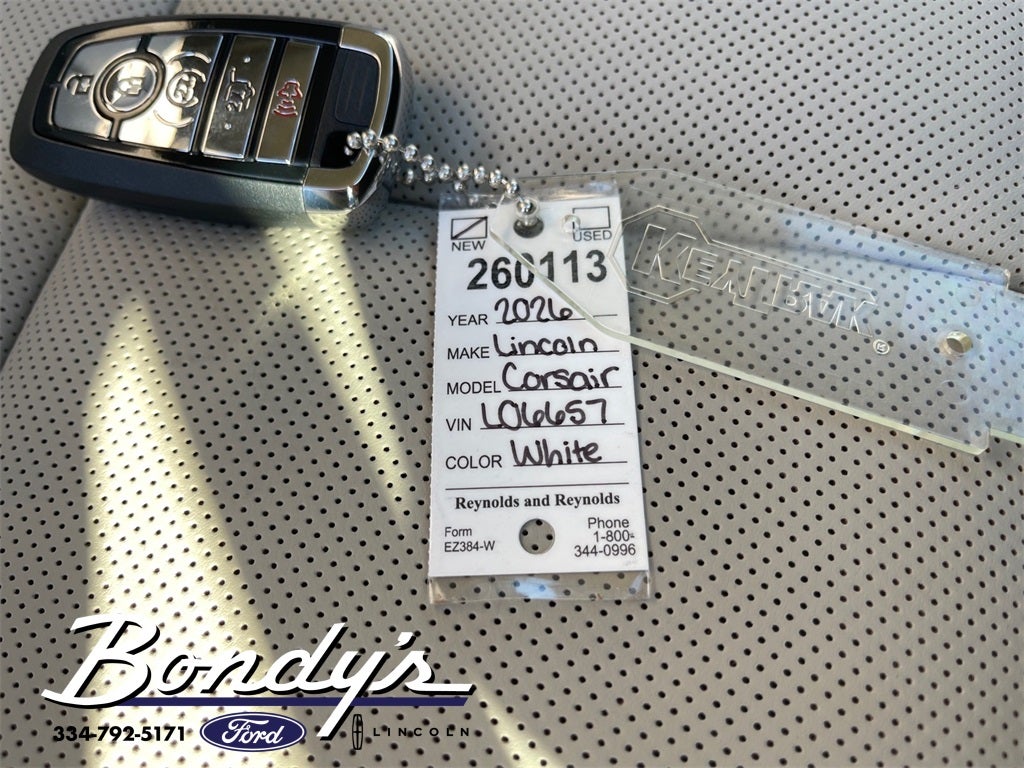 NEW USED
260113
YEAR 2026
MAKE Lincoln
MODEL Corsair
VIN L06657
COLOR White
Reynolds and Reynolds
Form
EZ384-W
Phone
1-800-
344-0996
KEYTRAK®
Bondy's
334-792-5171 Ford LINCOLN